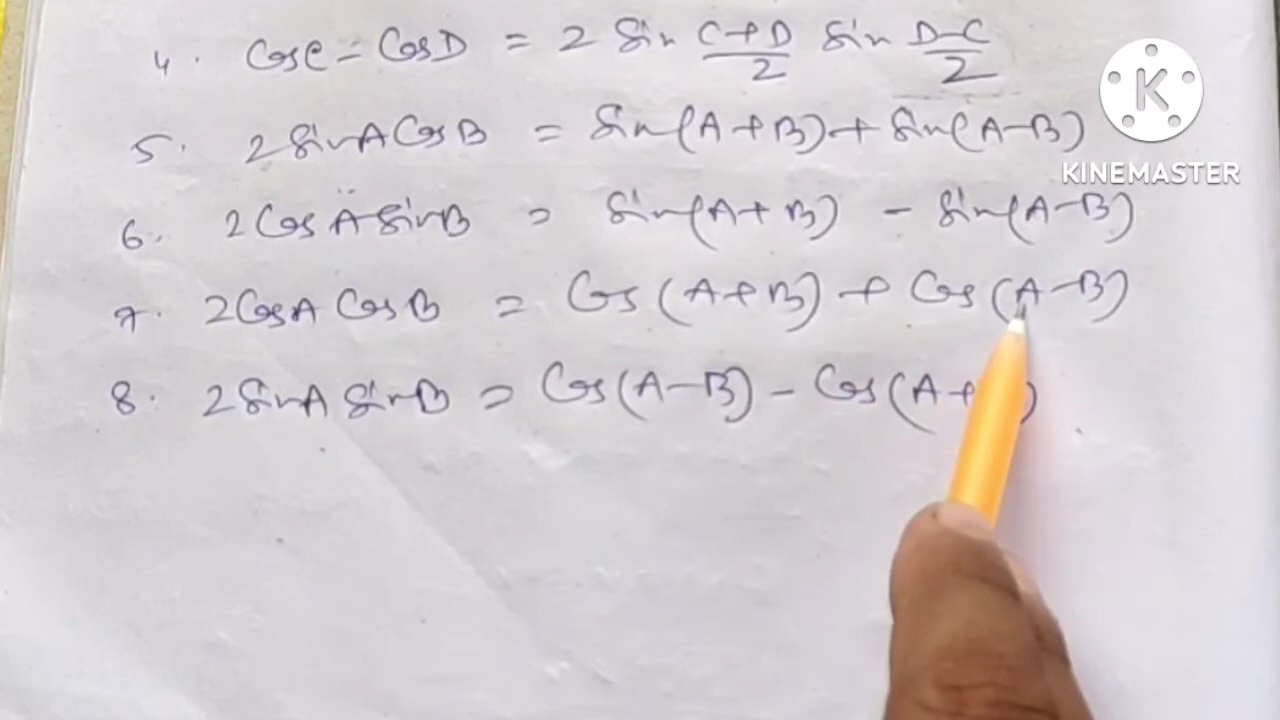 4. Cos C - Cos D = 2 Sin C+D/2 Sin D-C/2
5. 2 Sin A Cos B = Sin(A+B) + Sin(A-B)
6. 2 Cos A Sin B = Sin(A+B) - Sin(A-B)
7. 2 Cos A Cos B = Cos(A+B) + Cos(A-B)
8. 2 Sin A Sin B = Cos(A-B) - Cos(A+ )
K
KINEMASTER